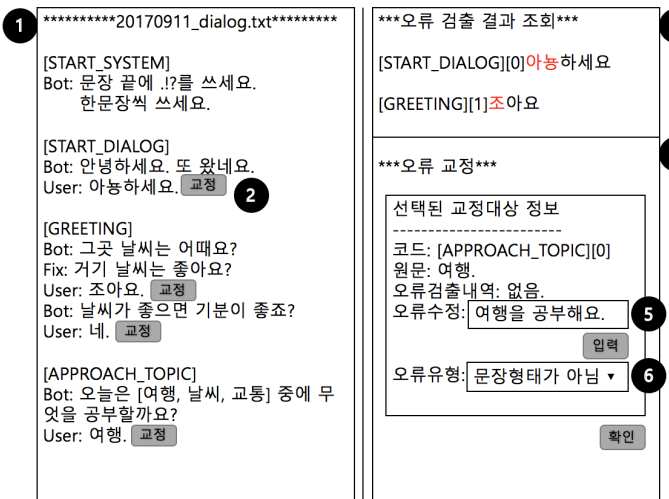 1
**********20170911_dialog.txt*********
[START_SYSTEM]
Bot: 문장 끝에 .!?를 쓰세요.
한문장씩 쓰세요.
[START_DIALOG]
Bot: 안녕하세요. 또 왔네요.
User: 아뇽하세요. 교정
2
[GREETING]
Bot: 그곳 날씨는 어때요?
Fix: 거기 날씨는 좋아요?
User: 조아요. 교정
Bot: 날씨가 좋으면 기분이 좋죠?
User: 네. 교정
[APPROACH_TOPIC]
Bot: 오늘은 [여행, 날씨, 교통] 중에 무
엇을 공부할까요?
User: 여행. 교정
***오류 검출 결과 조회***
[START_DIALOG][0]아뇽하세요
[GREETING][1]조아요
***오류 교정***
선택된 교정대상 정보
------------------------
코드: [APPROACH_TOPIC][0]
원문: 여행.
오류검출내역: 없음.
오류수정: 여행을 공부해요. 5
입력
오류유형: 문장형태가 아님 ▼ 6
확인